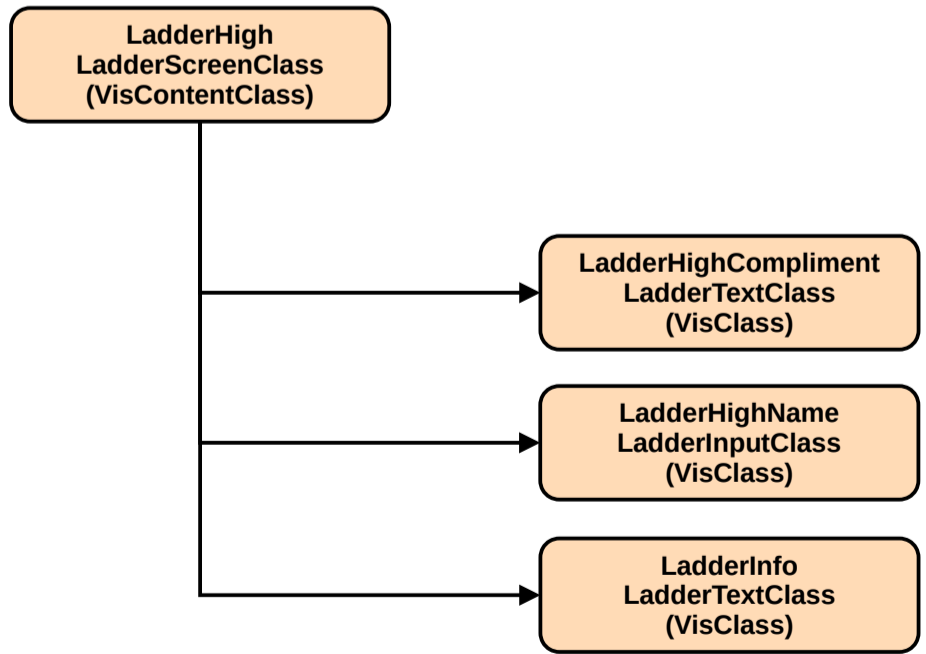 LadderHigh
LadderScreenClass
(VisContentClass)
LadderHighCompliment
LadderTextClass
(VisClass)
LadderHighName
LadderInputClass
(VisClass)
LadderInfo
LadderTextClass
(VisClass)